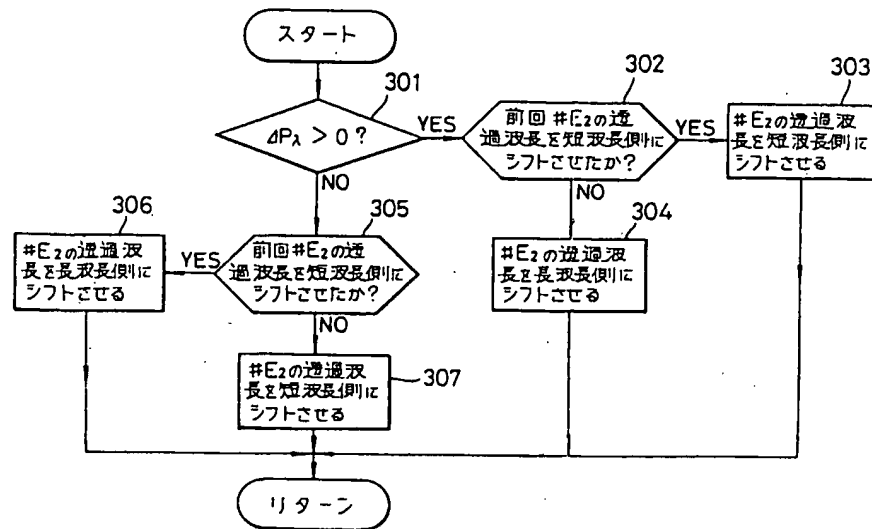 スタート
301
ΔPλ > 0?
YES
NO
302
前回 #E2の透
過波長を短波長側に
シフトさせたか?
YES
NO
303
#E2の透過波
長を短波長側に
シフトさせる
304
#E2の透過波
長を長波長側に
シフトさせる
305
前回#E2の透
過波長を短波長側に
シフトさせたか?
YES
NO
306
#E2の透過波
長を長波長側に
シフトさせる
307
#E2の透過波
長を短波長側に
シフトさせる
リターン